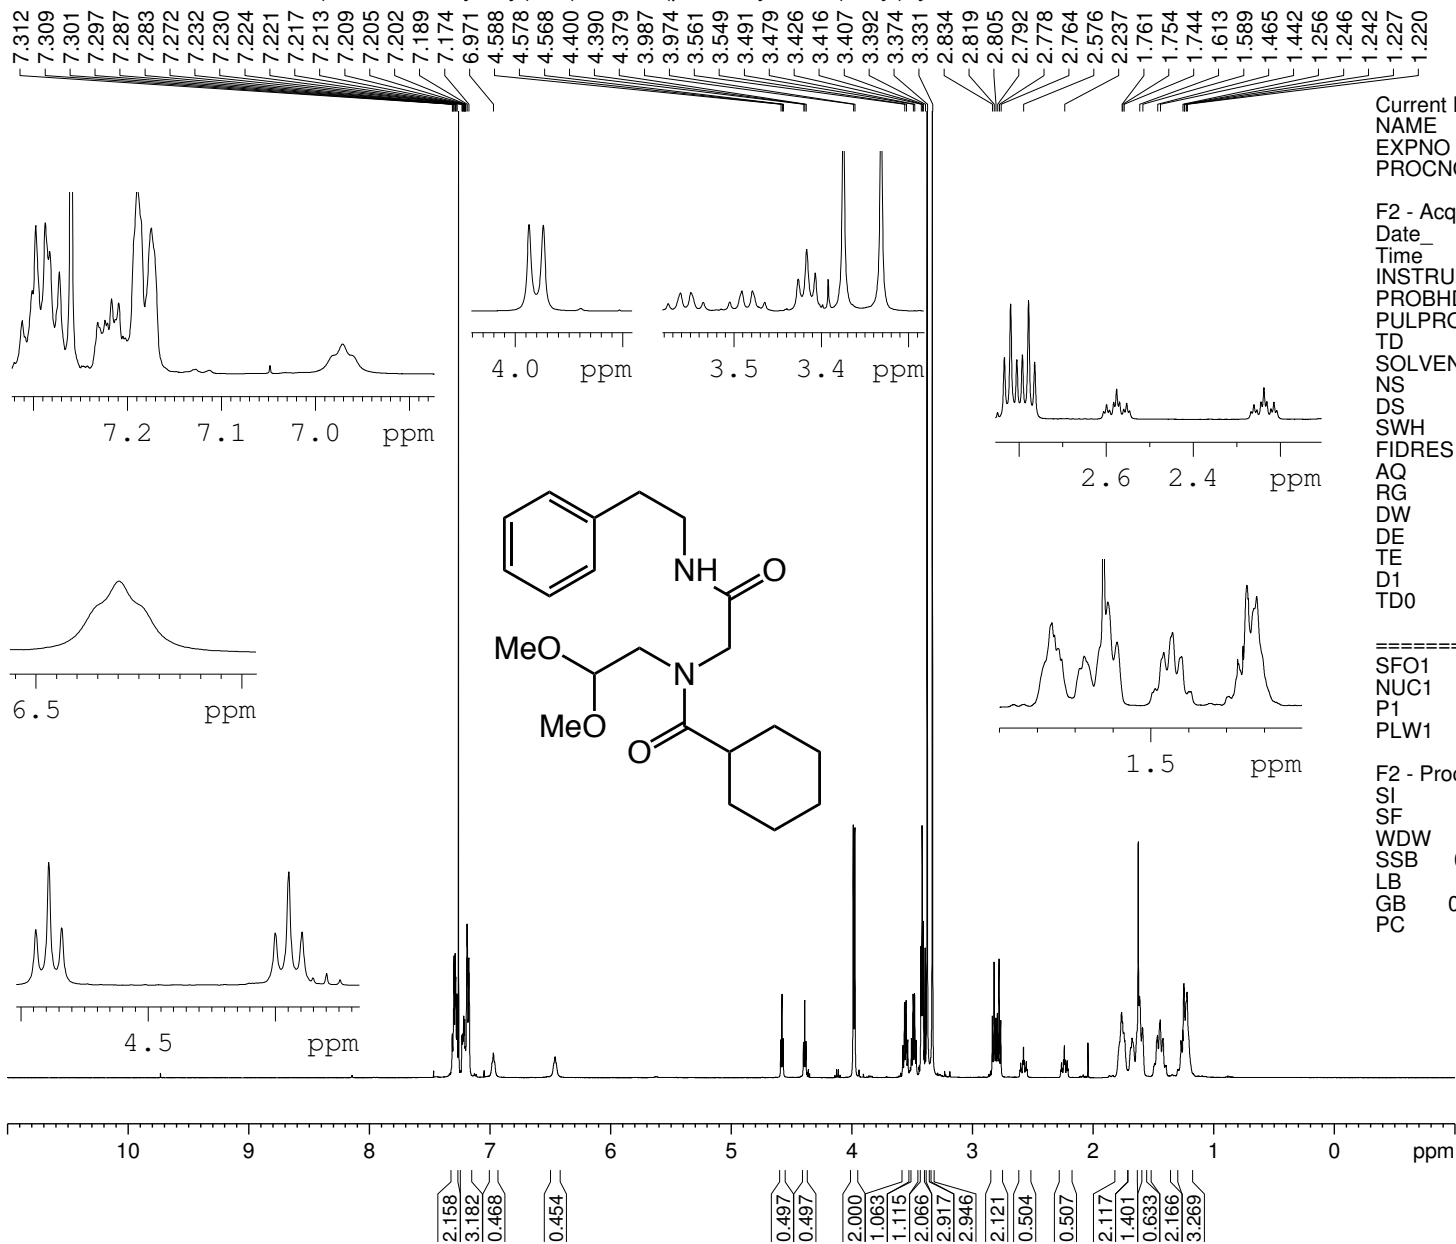 7.312 7.309 7.301 7.297 7.287 7.283 7.272 7.232 7.230 7.224 7.221 7.217 7.213 7.209 7.205 7.202 7.189 7.174 6.971 4.588 4.578 4.568 4.400 4.390 4.379 3.987 3.974 3.561 3.549 3.491 3.479 3.426 3.416 3.407 3.392 3.374 3.331 2.834 2.819 2.805 2.792 2.778 2.764 2.576 2.237 1.761 1.754 1.744 1.613 1.589 1.465 1.442 1.256 1.246 1.242 1.227 1.220
Current
NAME
EXPNO
PROCN
F2 - Acq
Date_
Time
INSTRU
PROBH
PULPRO
TD
SOLVEN
NS
DS
SWH
FIDRES
AQ
RG
DW
DE
TE
D1
TD0
=======
SFO1
NUC1
P1
PLW1
F2 - Proc
SI
SF
WDW
SSB
LB
GB 0
PC
7.2 7.1 7.0 ppm
4.0 ppm
3.5 3.4 ppm
2.6 2.4 ppm
6.5 ppm
1.5 ppm
4.5 ppm
NH
O
MeO
N
MeO
O
10 9 8 7 6 5 4 3 2 1 0 ppm
2.158 3.182 0.468 0.454 0.497 0.497 2.000 1.063 1.115 2.066 2.917 2.946 2.121 0.504 0.507 2.117 1.401 0.633 2.166 3.269